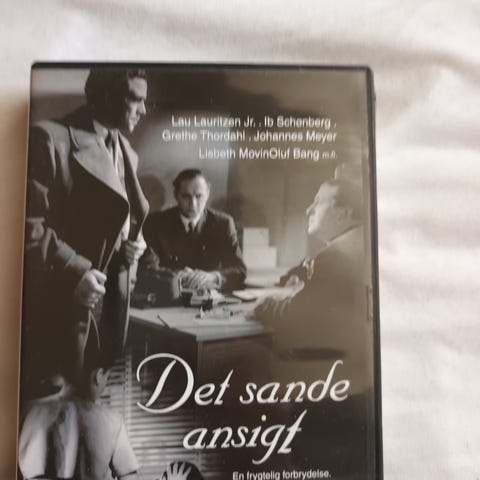 Lau Lauritzen Jr. . Ib Schønberg .
Grethe Thordahl . Johannes Meyer
Lisbeth MovinOluf Bang m.fl.
Det sande
ansigt
En frygtelig forbrydelse.